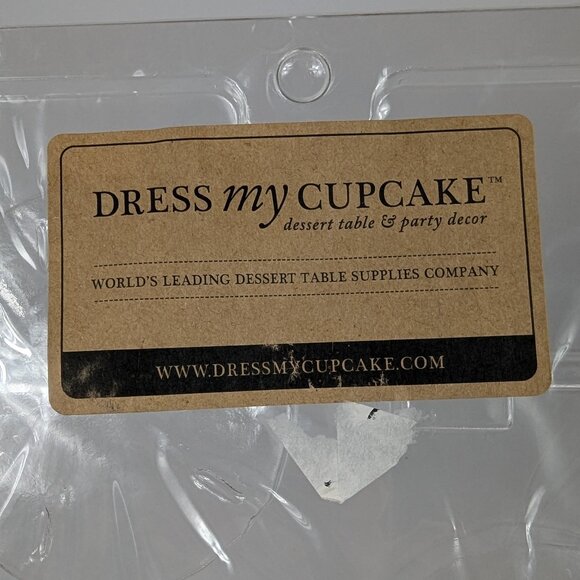 DRESS my CUPCAKE™
dessert table & party decor
WORLD'S LEADING DESSERT TABLE SUPPLIES COMPANY
WWW.DRESSMYCUPCAKE.COM